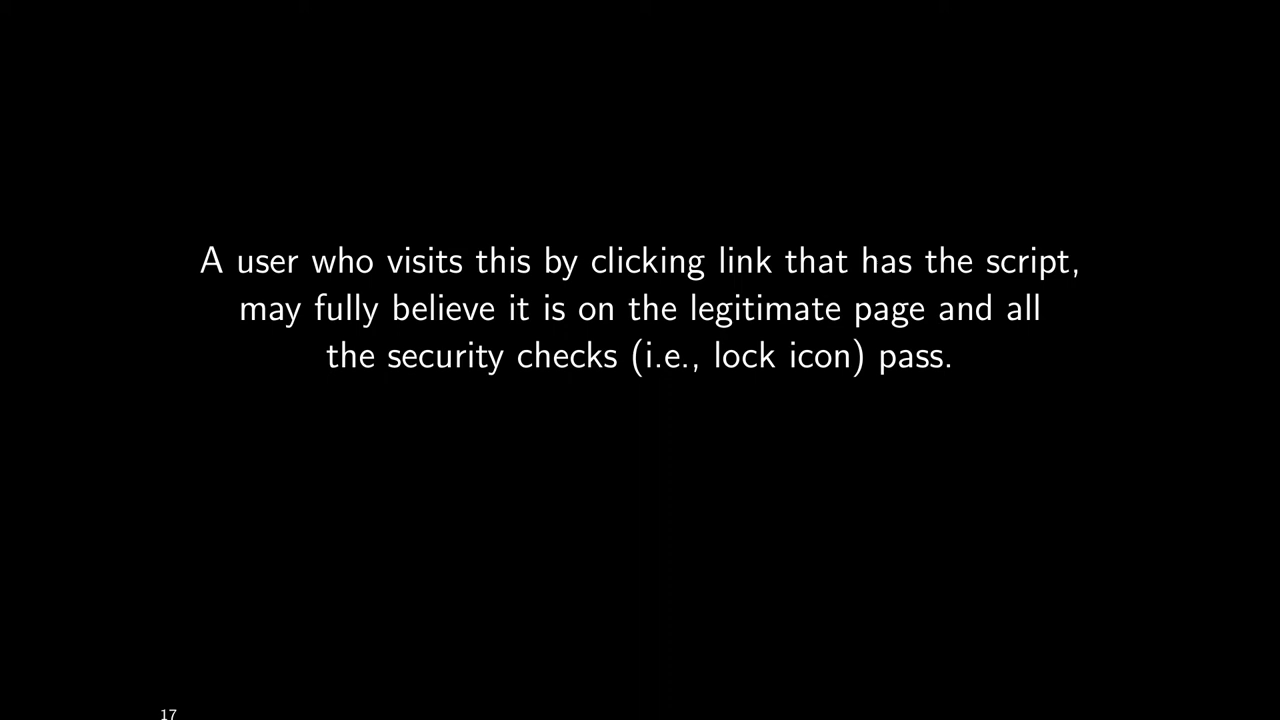 A user who visits this by clicking link that has the script,
may fully believe it is on the legitimate page and all
the security checks (i.e., lock icon) pass.
17